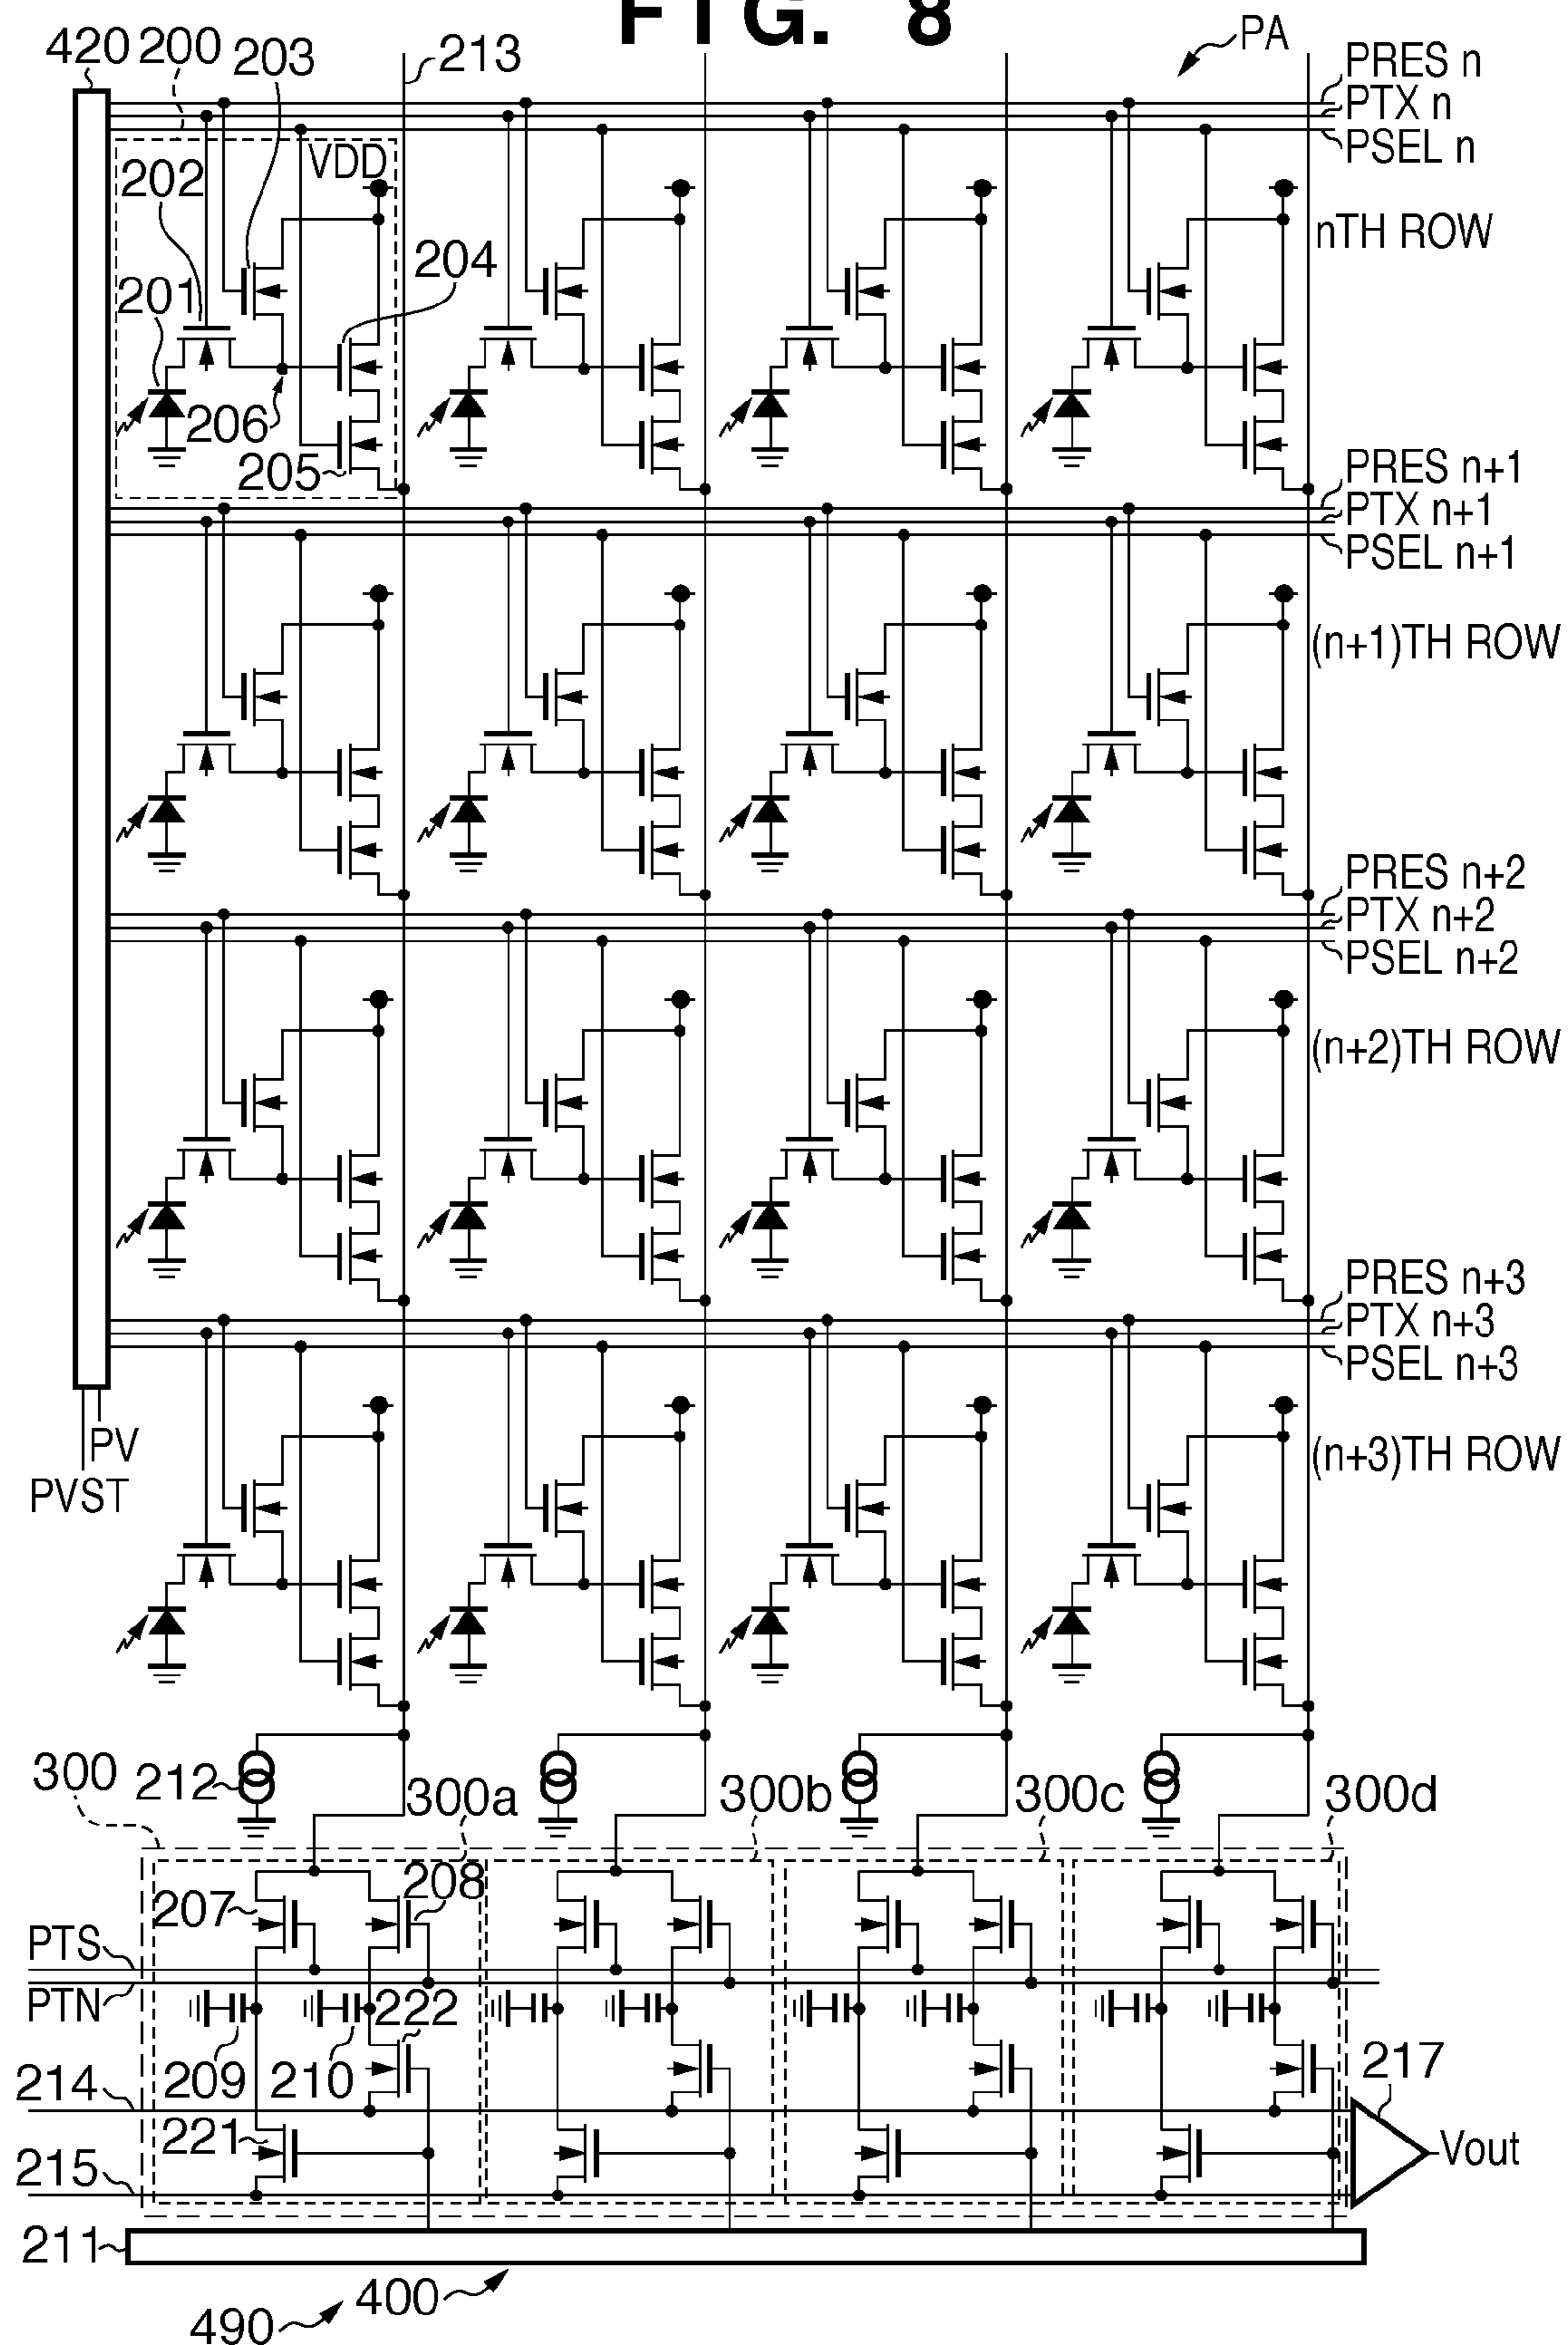 FIG. 8
420 200 203 213 PA
PRES n
PTX n
PSEL n
VDD
202
nTH ROW
204
201
206
205
PRES n+1
PTX n+1
PSEL n+1
(n+1)TH ROW
PRES n+2
PTX n+2
PSEL n+2
(n+2)TH ROW
PRES n+3
PTX n+3
PSEL n+3
PV
(n+3)TH ROW
PVST
300 212 300a 300b 300c 300d
207 208
PTS
PTN
222
209 210
214
217
221
Vout
215
211
400
490